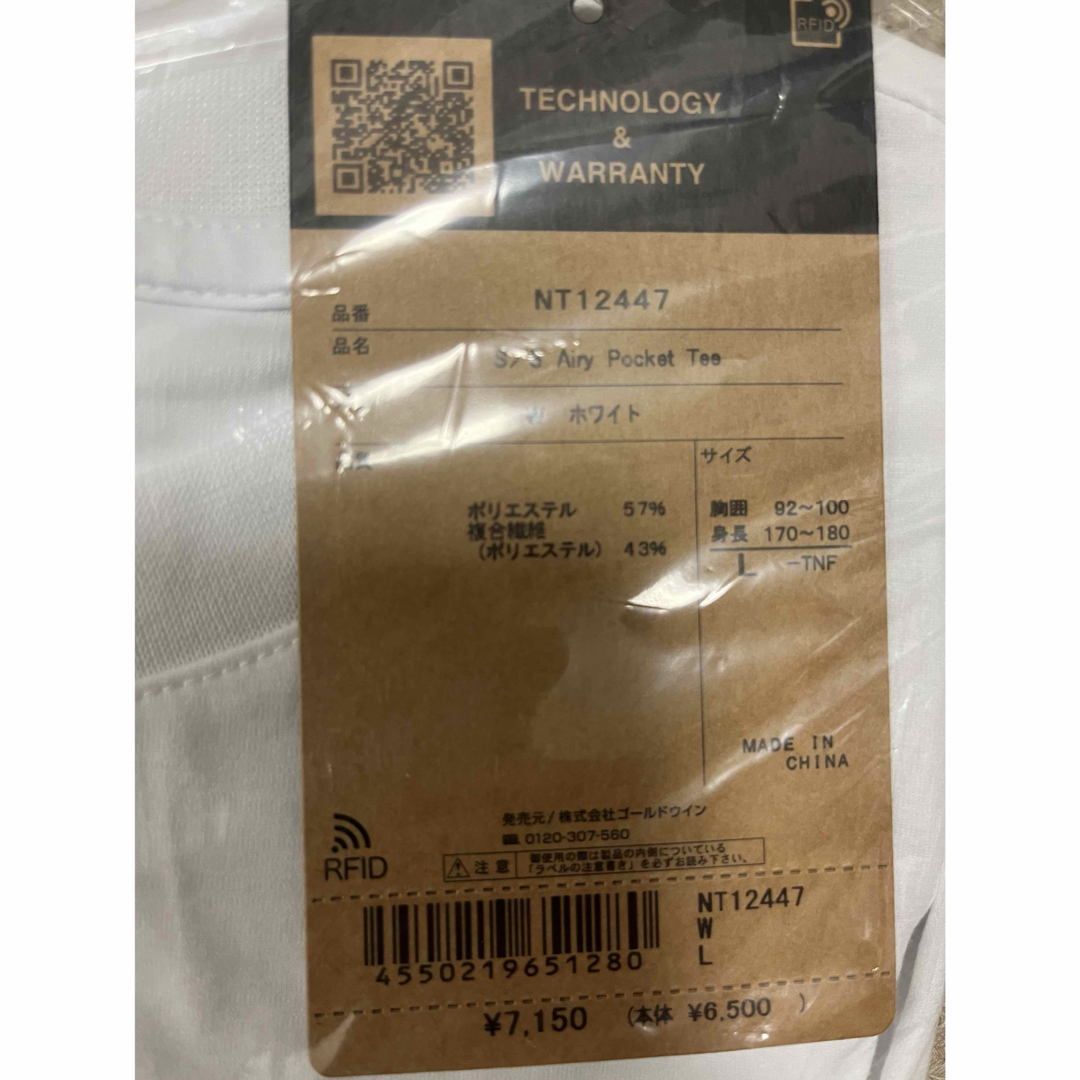 RFID
TECHNOLOGY
&
WARRANTY
品番 NT12447
品名 S/S Airy Pocket Tee
W ホワイト
サイズ
ポリエステル 57%
複合繊維
(ポリエステル) 43%
胸囲 92~100
身長 170~180
L -TNF
MADE IN
CHINA
発売元/株式会社ゴールドウイン
0120-307-560
RFID
注意 御使用の際は製品の内側についている
「ラベルの注意書き」を必ずお読み下さい。
4550219651280
NT12447
W
L
¥7,150 (本体 ¥6,500 )